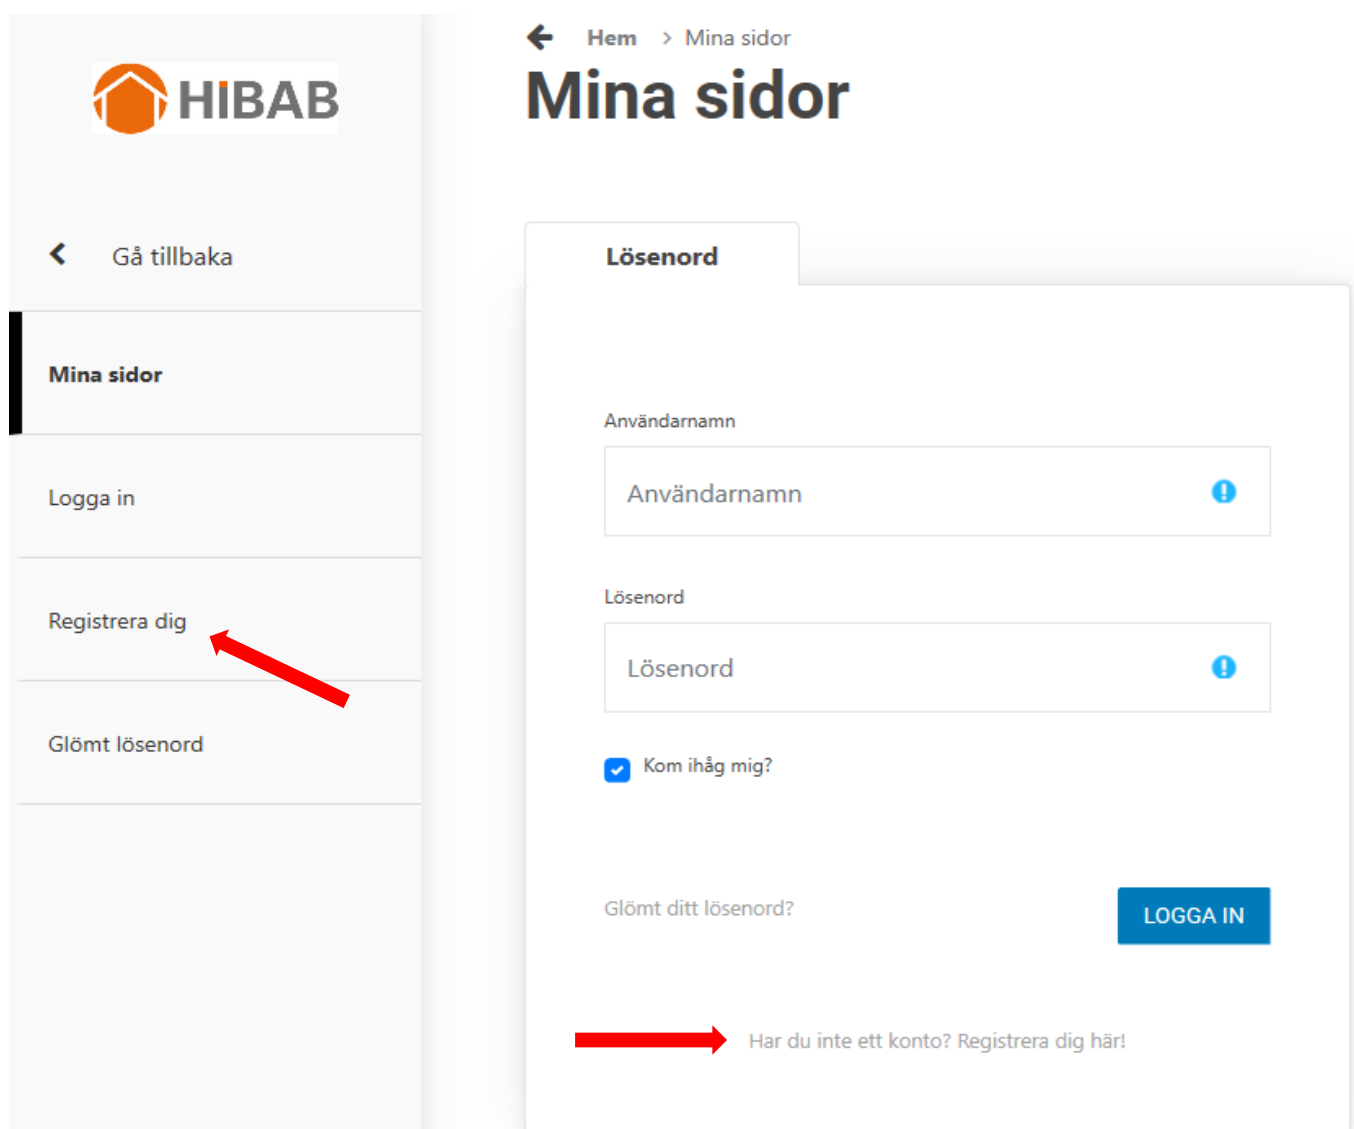 HiBAB
Gå tillbaka
Mina sidor
Logga in
Registrera dig
Glömt lösenord
Hem > Mina sidor
Mina sidor
Lösenord
Användarnamn
Användarnamn
Lösenord
Lösenord
Kom ihåg mig?
Glömt ditt lösenord?
LOGGA IN
Har du inte ett konto? Registrera dig här!